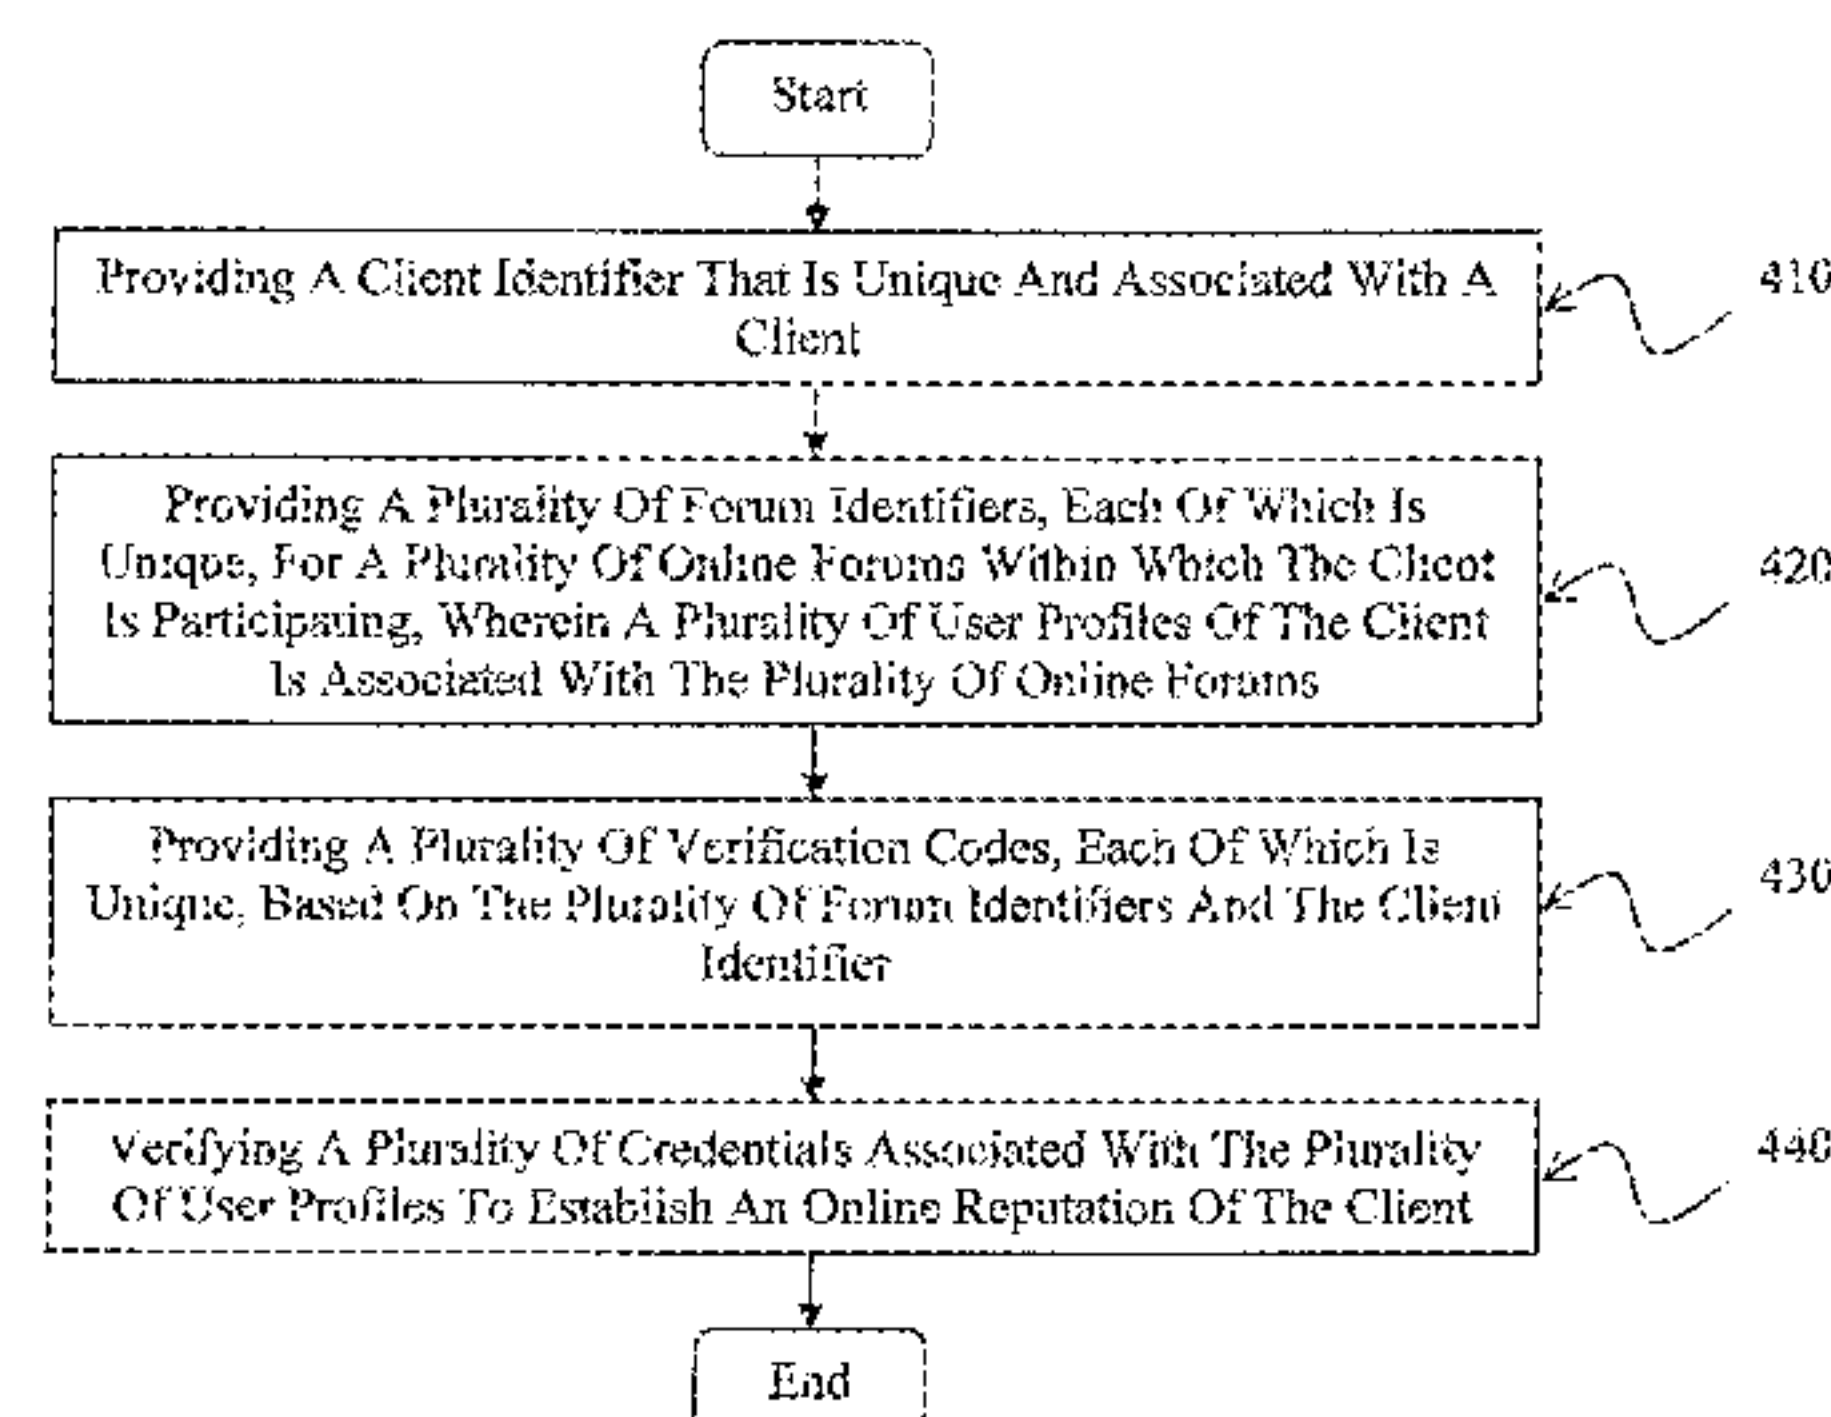 Start
Providing A Client Identifier That Is Unique And Associated With A
Client
410
Providing A Plurality Of Forum Identifiers, Each Of Which Is
Unique, For A Plurality Of Online Forums Within Which The Client
Is Participating, Wherein A Plurality Of User Profiles Of The Client
Is Associated With The Plurality Of Online Forums
420
Providing A Plurality Of Verification Codes, Each Of Which Is
Unique, Based On The Plurality Of Forum Identifiers And The Client
Identifier
430
Verifying A Plurality Of Credentials Associated With The Plurality
Of User Profiles To Establish An Online Reputation Of The Client
440
End